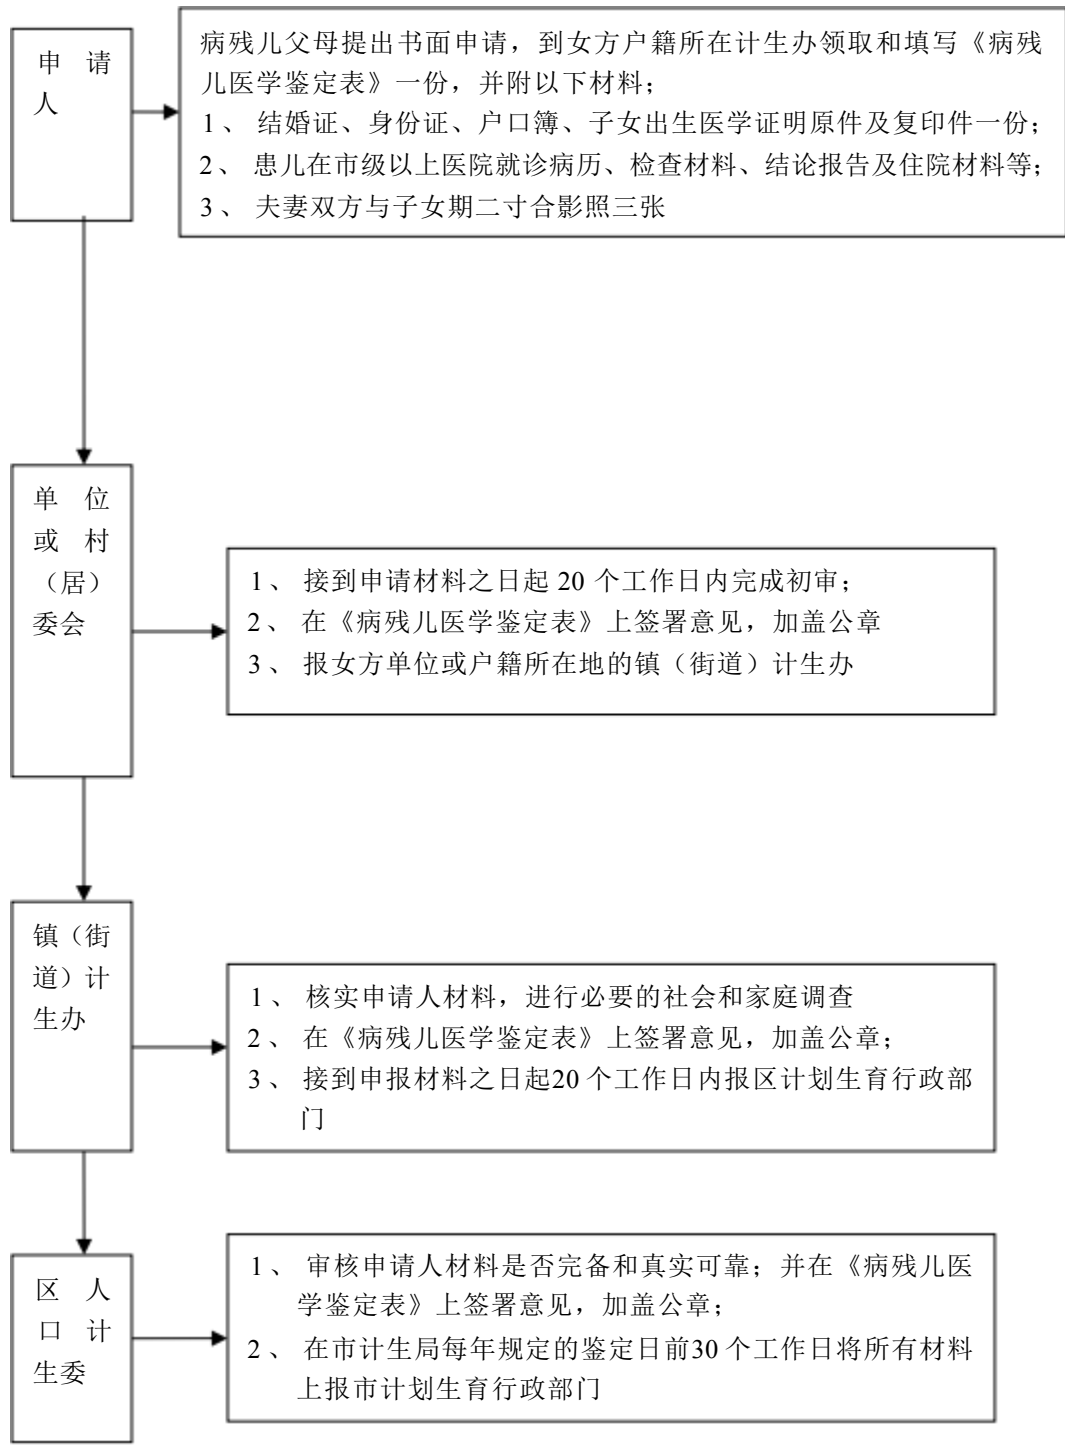 申 请
人
病残儿父母提出书面申请，到女方户籍所在计生办领取和填写《病残
儿医学鉴定表》一份，并附以下材料；
1、 结婚证、身份证、户口簿、子女出生医学证明原件及复印件一份；
2、 患儿在市级以上医院就诊病历、检查材料、结论报告及住院材料等；
3、 夫妻双方与子女期二寸合影照三张
单 位
或 村
（居）
委会
1、 接到申请材料之日起 20 个工作日内完成初审；
2、 在《病残儿医学鉴定表》上签署意见，加盖公章
3、 报女方单位或户籍所在地的镇（街道）计生办
镇（街
道）计
生办
1、 核实申请人材料，进行必要的社会和家庭调查
2、 在《病残儿医学鉴定表》上签署意见，加盖公章；
3、 接到申报材料之日起20 个工作日内报区计划生育行政部
门
区 人
口 计
生委
1、 审核申请人材料是否完备和真实可靠；并在《病残儿医
学鉴定表》上签署意见，加盖公章；
2、 在市计生局每年规定的鉴定日前30 个工作日将所有材料
上报市计划生育行政部门